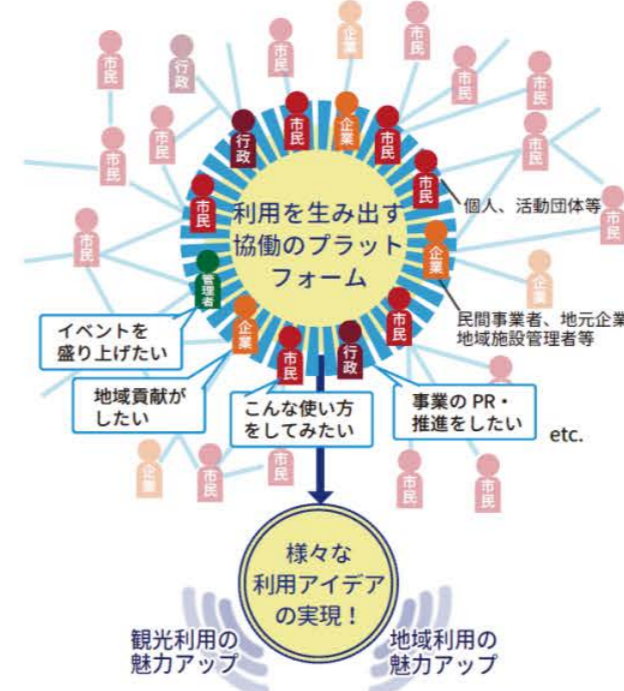 市民
行政
市民
企業
市民
市民
市民
市民
市民
市民
市民
市民
市民
行政
市民
企業
市民
市民
市民
企業
管理者
企業
市民
行政
市民
企業
利用を生み出す
協働のプラット
フォーム
個人、活動団体等
民間事業者、地元企業
地域施設管理者等
イベントを
盛り上げたい
地域貢献が
したい
こんな使い方
をしてみたい
事業の PR・
推進をしたい
etc.
企業
市民
市民
市民
市民
様々な
利用アイデア
の実現！
観光利用の
魅力アップ
地域利用の
魅力アップ